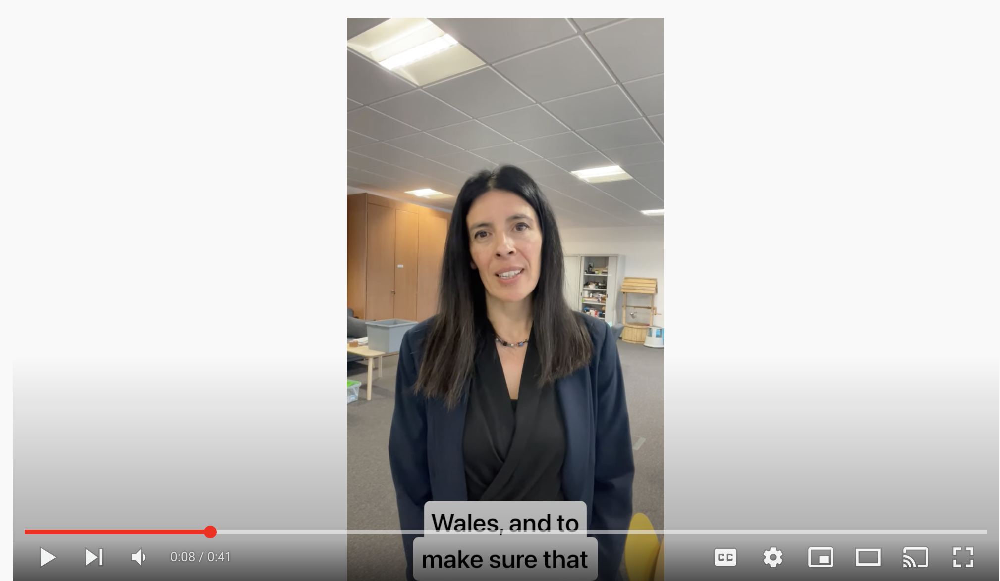 Wales, and to
make sure that
0:08 / 0:41
CC